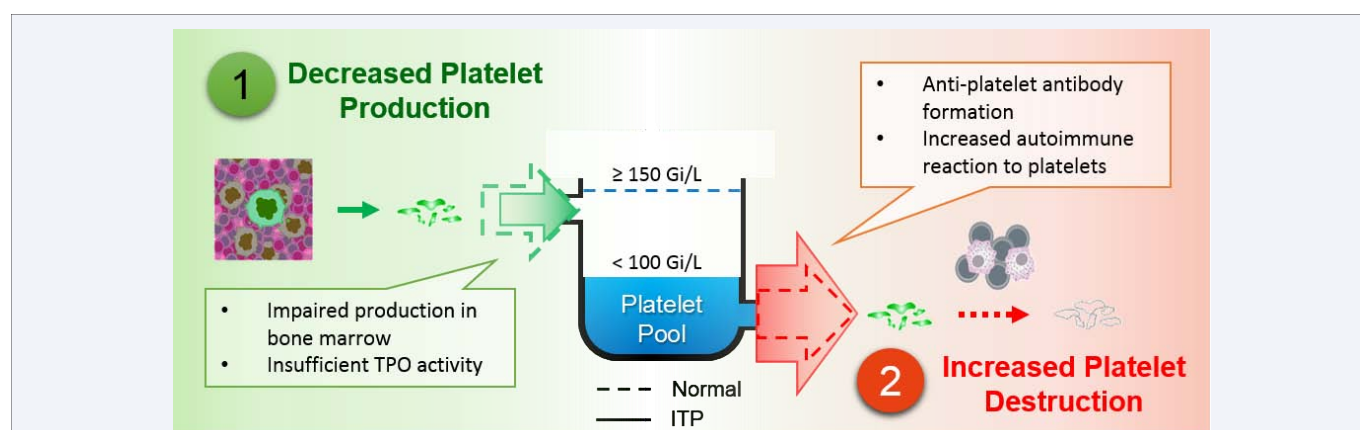 1
Decreased Platelet
Production
• Impaired production in
bone marrow
• Insufficient TPO activity
≥ 150 Gi/L
< 100 Gi/L
Platelet
Pool
Normal
ITP
• Anti-platelet antibody
formation
• Increased autoimmune
reaction to platelets
2
Increased Platelet
Destruction